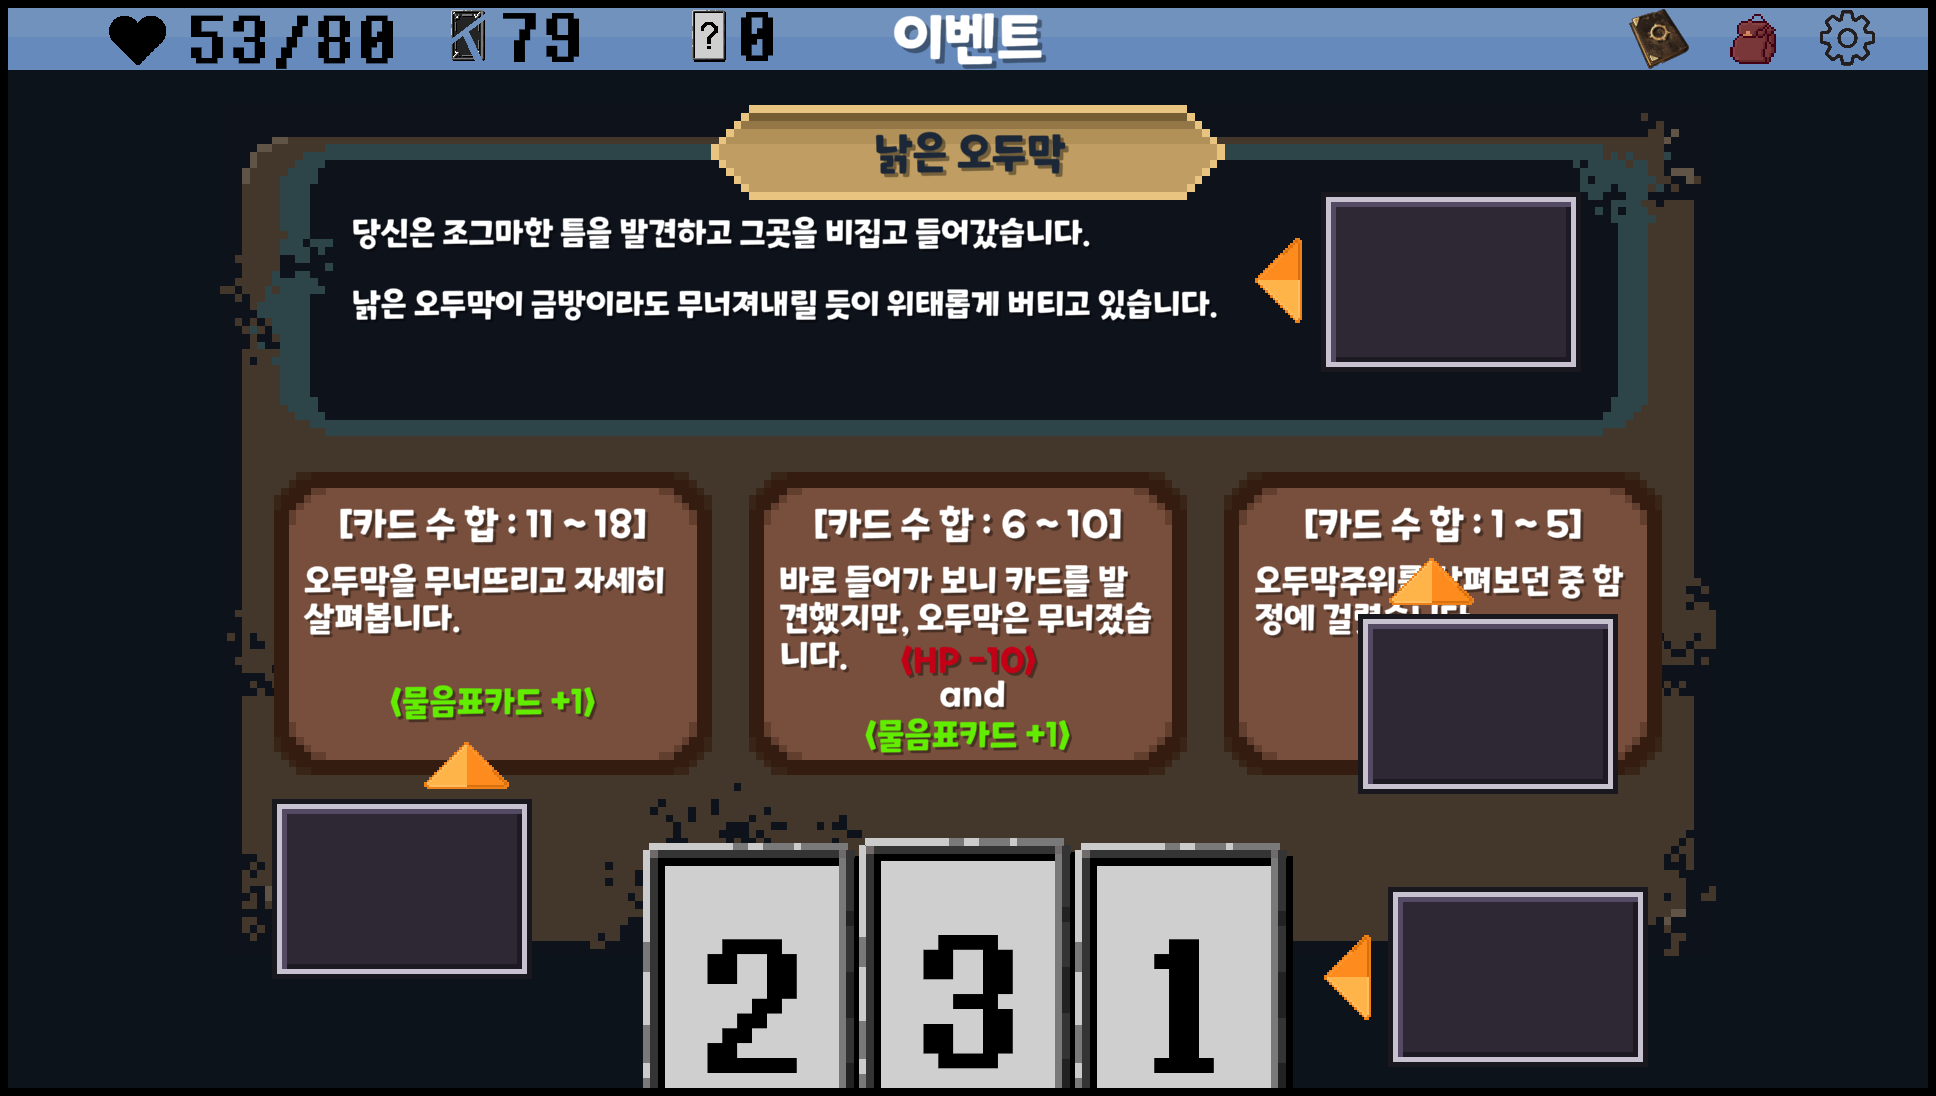 53/80 79 ? 0 이벤트
낡은 오두막
당신은 조그마한 틈을 발견하고 그곳을 비집고 들어갔습니다.
낡은 오두막이 금방이라도 무너져내릴 듯이 위태롭게 버티고 있습니다.
[카드 수 합 : 11 ~ 18]
오두막을 무너뜨리고 자세히
살펴봅니다.
<물음표카드 +1>
[카드 수 합 : 6 ~ 10]
바로 들어가 보니 카드를 발
견했지만, 오두막은 무너졌습
니다. <HP -10>
and
<물음표카드 +1>
[카드 수 합 : 1 ~ 5]
오두막주위를 살펴보던 중 함
정에
2 3 1